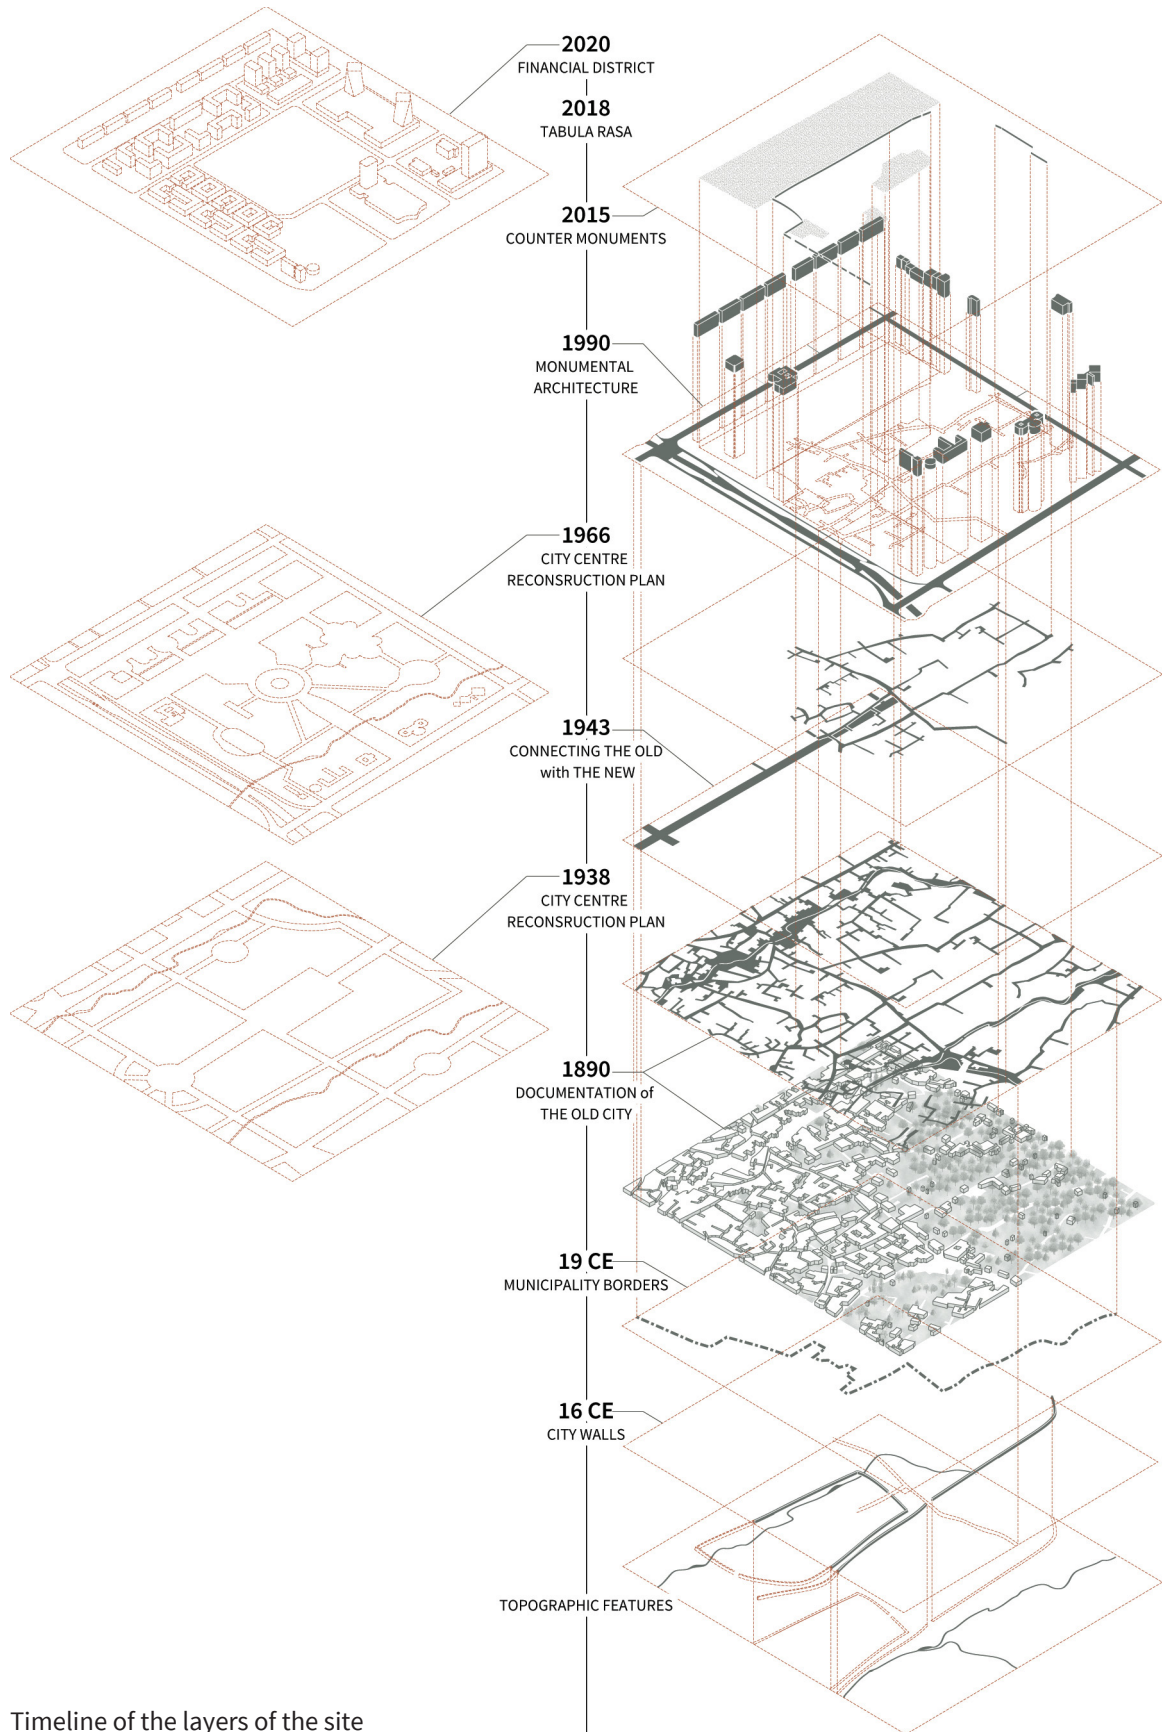 2020
FINANCIAL DISTRICT
2018
TABULA RASA
2015
COUNTER MONUMENTS
1990
MONUMENTAL
ARCHITECTURE
1966
CITY CENTRE
RECONSRUCTION PLAN
1943
CONNECTING THE OLD
with THE NEW
1938
CITY CENTRE
RECONSRUCTION PLAN
1890
DOCUMENTATION of
THE OLD CITY
19 CE
MUNICIPALITY BORDERS
16 CE
CITY WALLS
TOPOGRAPHIC FEATURES
Timeline of the layers of the site